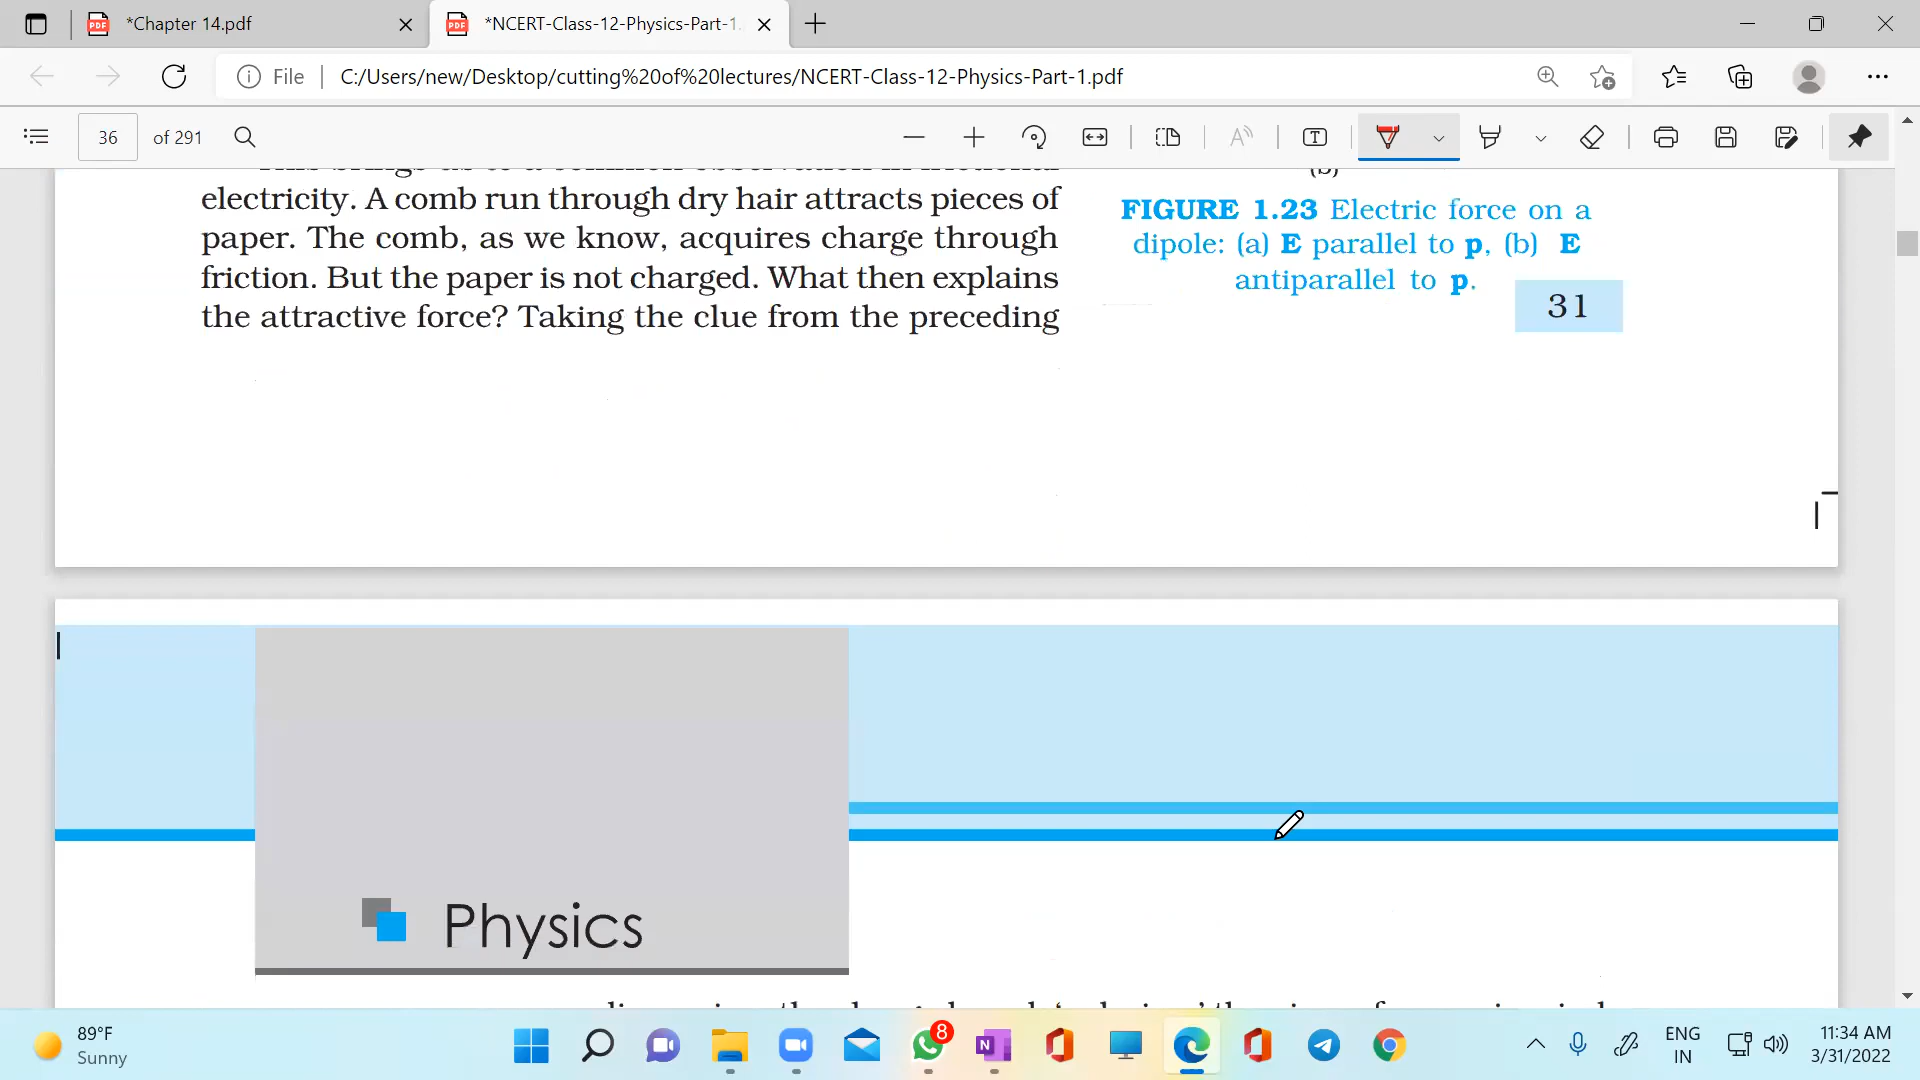 *Chapter 14.pdf
*NCERT-Class-12-Physics-Part-1.
File
C:/Users/new/Desktop/cutting%20of%20lectures/NCERT-Class-12-Physics-Part-1.pdf
36
of 291
(b)
electricity. A comb run through dry hair attracts pieces of
paper. The comb, as we know, acquires charge through
friction. But the paper is not charged. What then explains
the attractive force? Taking the clue from the preceding
FIGURE 1.23 Electric force on a
dipole: (a) E parallel to p, (b) E
antiparallel to p.
31
Physics
89°F
Sunny
8
ENG
IN
11:34 AM
3/31/2022